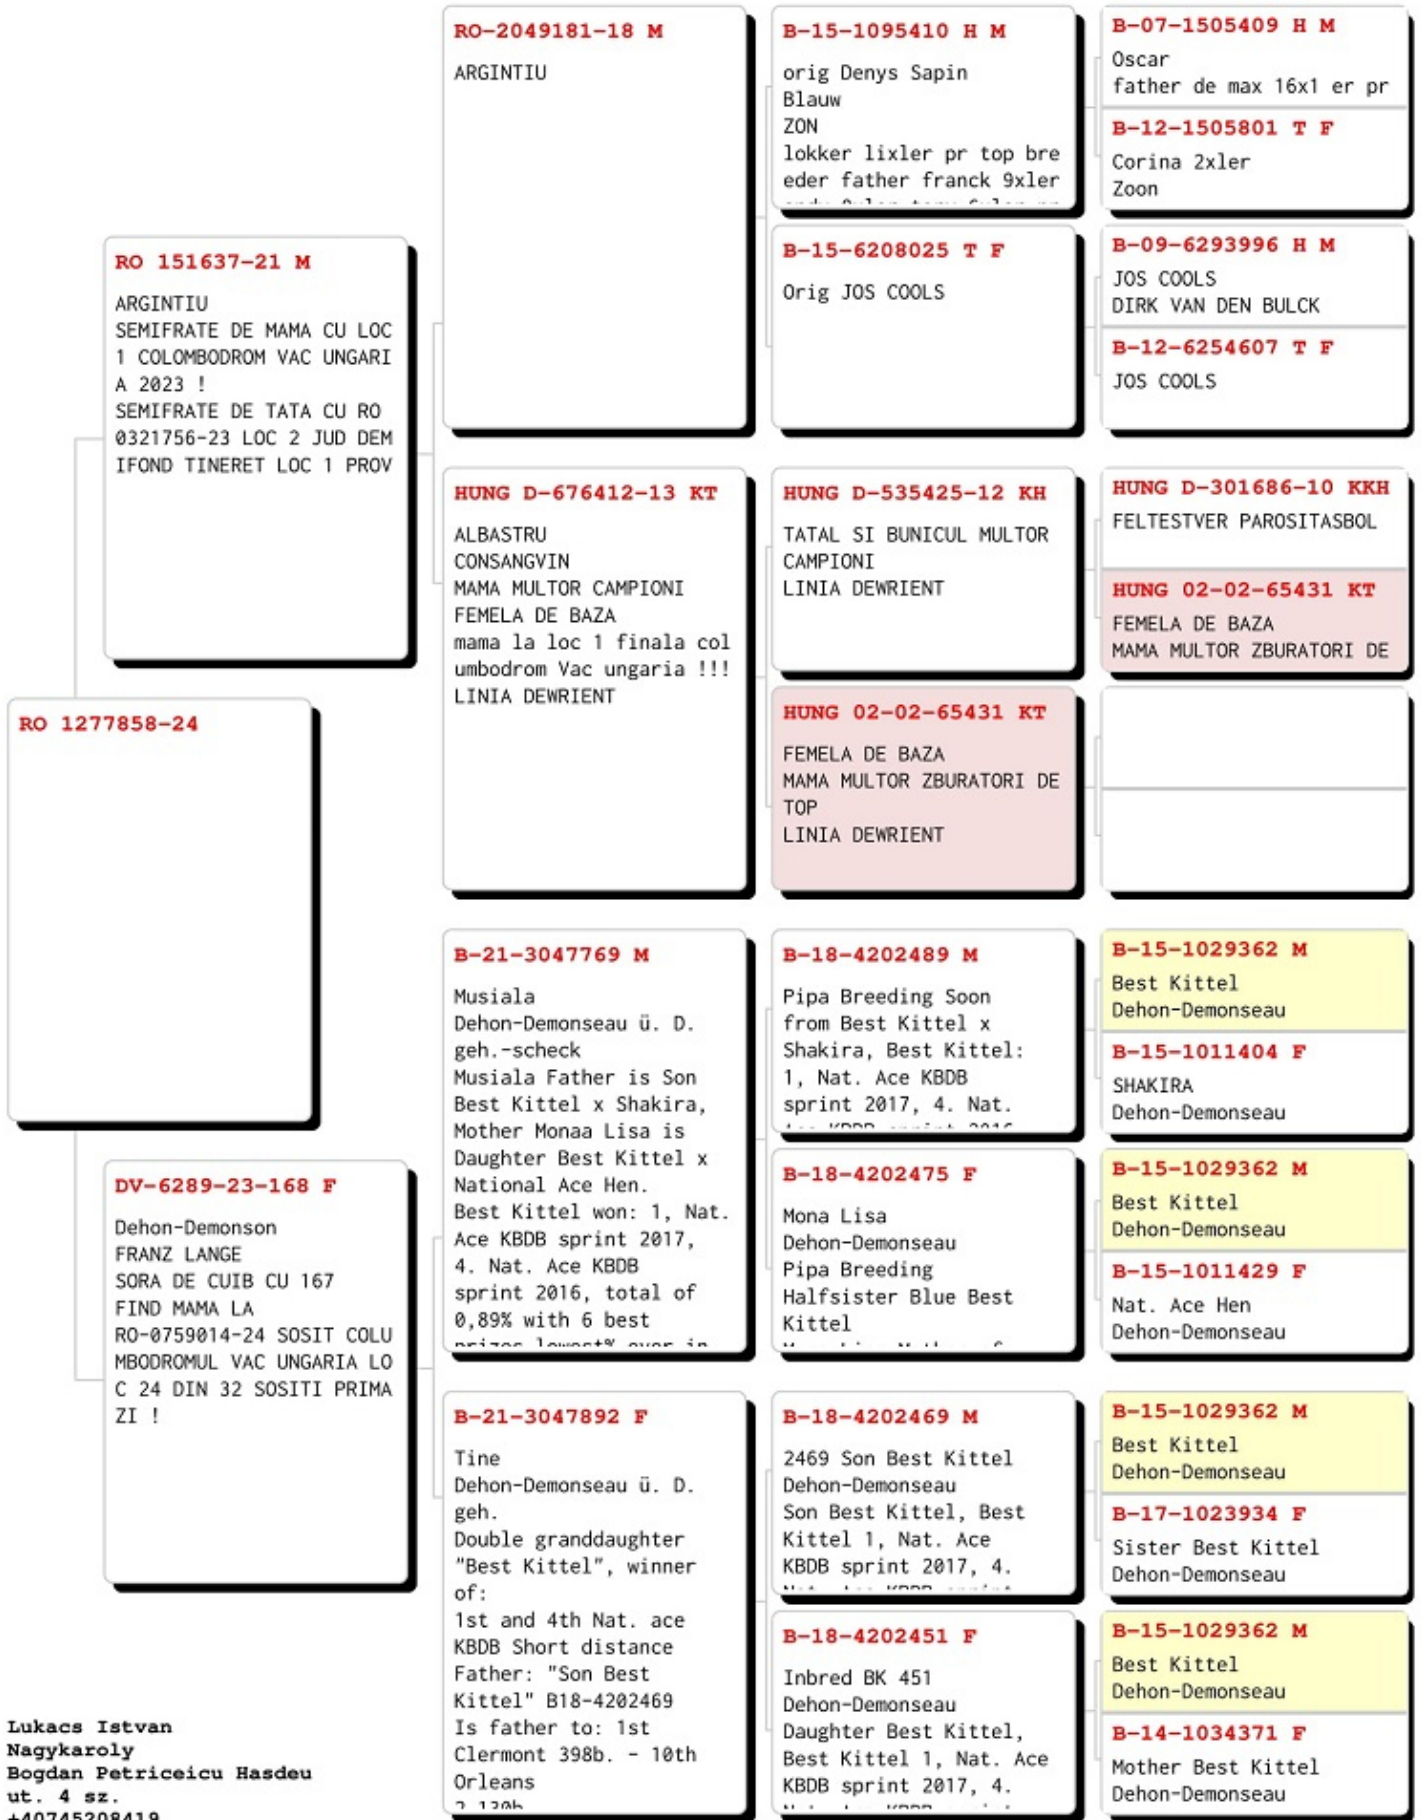 RO-2049181-18 M
ARGINTIU
B-15-1095410 H M
orig Denys Sapin
Blauw
ZON
lokker lixler pr top bre
eder father franck 9xler
B-07-1505409 H M
Oscar
father de max 16x1 er pr
B-12-1505801 T F
Corina 2xler
Zoon
B-15-6208025 T F
Orig JOS COOLS
B-09-6293996 H M
JOS COOLS
DIRK VAN DEN BULCK
B-12-6254607 T F
JOS COOLS
RO 151637-21 M
ARGINTIU
SEMIFRATE DE MAMA CU LOC
1 COLOMBODROM VAC UNGARI
A 2023 !
SEMIFRATE DE TATA CU RO
0321756-23 LOC 2 JUD DEM
IFOND TINERET LOC 1 PROV
HUNG D-676412-13 KT
ALBASTRU
CONSANGVIN
MAMA MULTOR CAMPIONI
FEMELA DE BAZA
mama la loc 1 finala col
umbodrom Vac ungaria !!!
LINIA DEWRIENT
HUNG D-535425-12 KH
TATAL SI BUNICUL MULTOR
CAMPIONI
LINIA DEWRIENT
HUNG D-301686-10 KKH
FELTESTVER PAROSITASBOL
HUNG 02-02-65431 KT
FEMELA DE BAZA
MAMA MULTOR ZBURATORI DE
HUNG 02-02-65431 KT
FEMELA DE BAZA
MAMA MULTOR ZBURATORI DE
TOP
LINIA DEWRIENT
RO 1277858-24
B-21-3047769 M
Musiala
Dehon-Demonseau ü. D.
geh.-scheck
Musiala Father is Son
Best Kittel x Shakira,
Mother Monaa Lisa is
Daughter Best Kittel x
National Ace Hen.
Best Kittel won: 1, Nat.
Ace KBDB sprint 2017,
4. Nat. Ace KBDB
sprint 2016, total of
0,89% with 6 best
prizes lowest% ever in
B-18-4202489 M
Pipa Breeding Soon
from Best Kittel x
Shakira, Best Kittel:
1, Nat. Ace KBDB
sprint 2017, 4. Nat.
Ace KBDB sprint 2016
B-15-1029362 M
Best Kittel
Dehon-Demonseau
B-15-1011404 F
SHAKIRA
Dehon-Demonseau
B-18-4202475 F
Mona Lisa
Dehon-Demonseau
Pipa Breeding
Halfsister Blue Best
Kittel
B-15-1029362 M
Best Kittel
Dehon-Demonseau
B-15-1011429 F
Nat. Ace Hen
Dehon-Demonseau
DV-6289-23-168 F
Dehon-Demonson
FRANZ LANGE
SORA DE CUIB CU 167
FIND MAMA LA
RO-0759014-24 SOSIT COLU
MBODROMUL VAC UNGARIA LO
C 24 DIN 32 SOSITI PRIMA
ZI !
B-21-3047892 F
Tine
Dehon-Demonseau ü. D.
geh.
Double granddaughter
"Best Kittel", winner
of:
1st and 4th Nat. ace
KBDB Short distance
Father: "Son Best
Kittel" B18-4202469
Is father to: 1st
Clermont 398b. - 10th
Orleans
B-18-4202469 M
2469 Son Best Kittel
Dehon-Demonseau
Son Best Kittel, Best
Kittel 1, Nat. Ace
KBDB sprint 2017, 4.
B-15-1029362 M
Best Kittel
Dehon-Demonseau
B-17-1023934 F
Sister Best Kittel
Dehon-Demonseau
B-18-4202451 F
Inbred BK 451
Dehon-Demonseau
Daughter Best Kittel,
Best Kittel 1, Nat. Ace
KBDB sprint 2017, 4.
B-15-1029362 M
Best Kittel
Dehon-Demonseau
B-14-1034371 F
Mother Best Kittel
Dehon-Demonseau
Lukacs Istvan
Nagykaroly
Bogdan Petriceicu Hasdeu
ut. 4 sz.
+40745208419